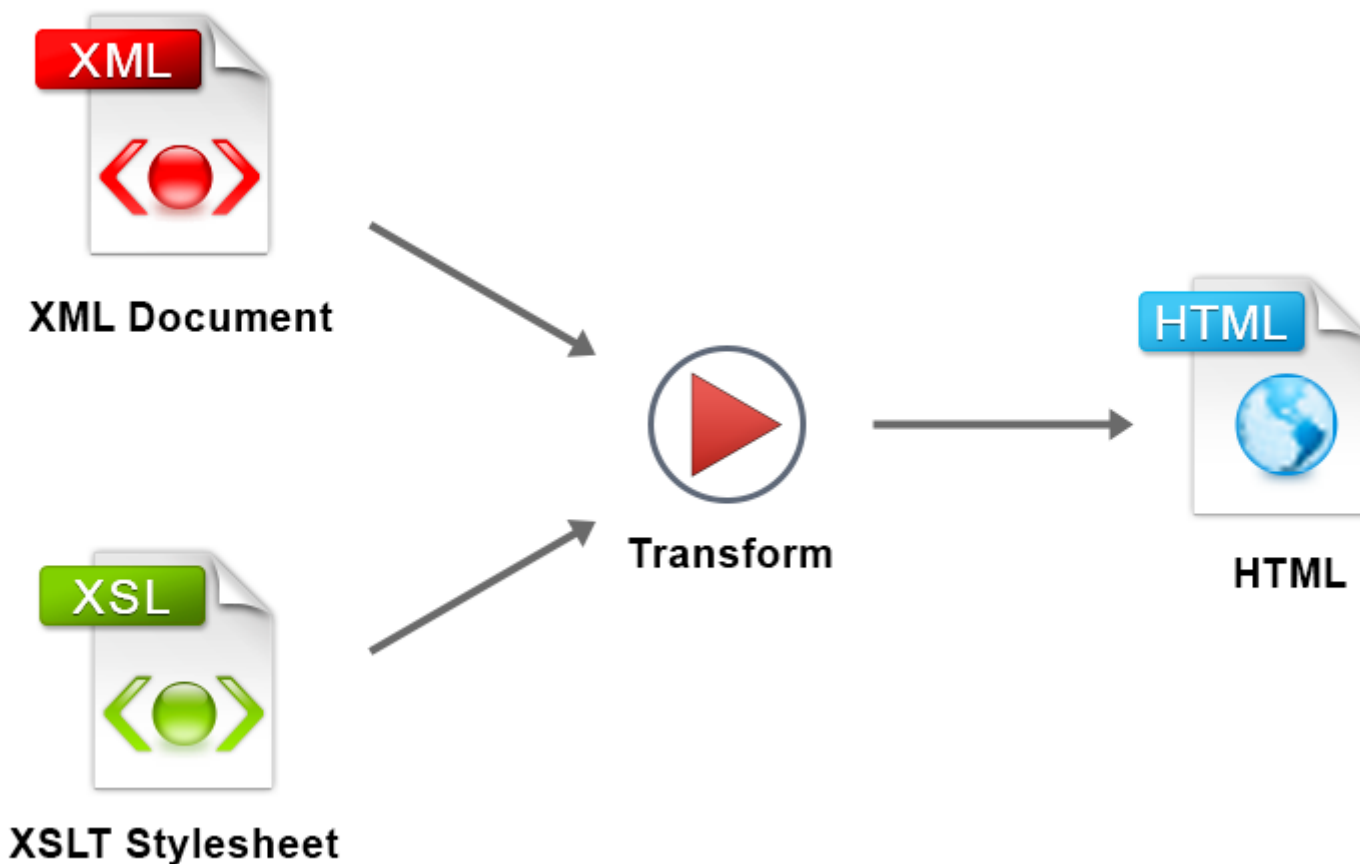 XML
XML Document
XSL
XSLT Stylesheet
Transform
HTML
HTML